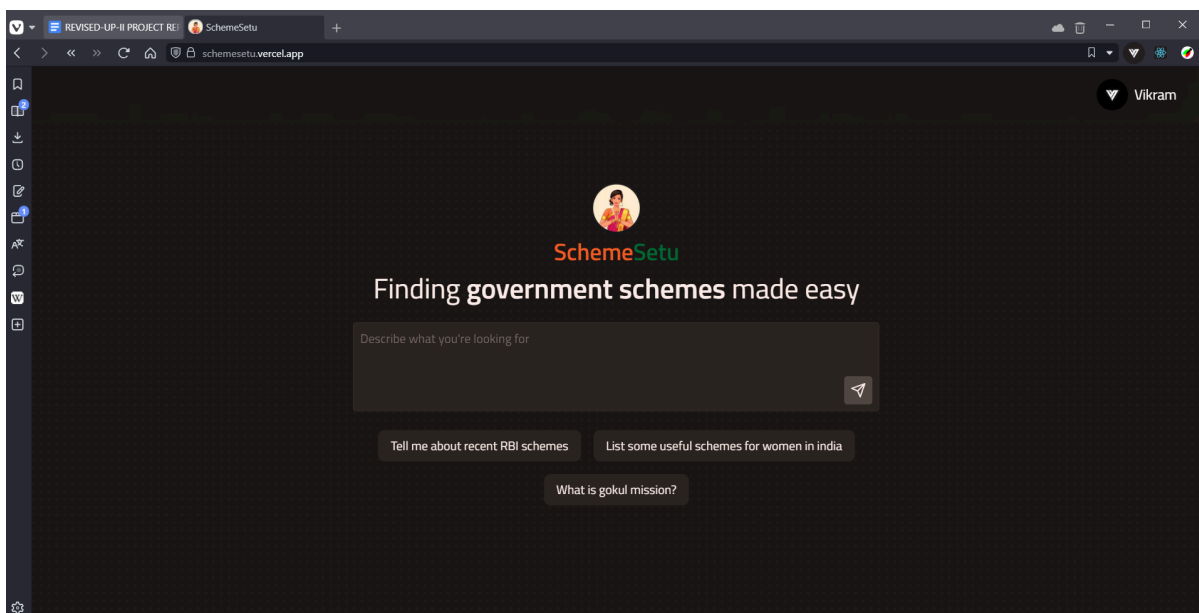 REVISED-UP-II PROJECT REI
SchemeSetu
schemesetu.vercel.app
2
1
Vikram
SchemeSetu
Finding government schemes made easy
Describe what you're looking for
Tell me about recent RBI schemes
List some useful schemes for women in india
What is gokul mission?